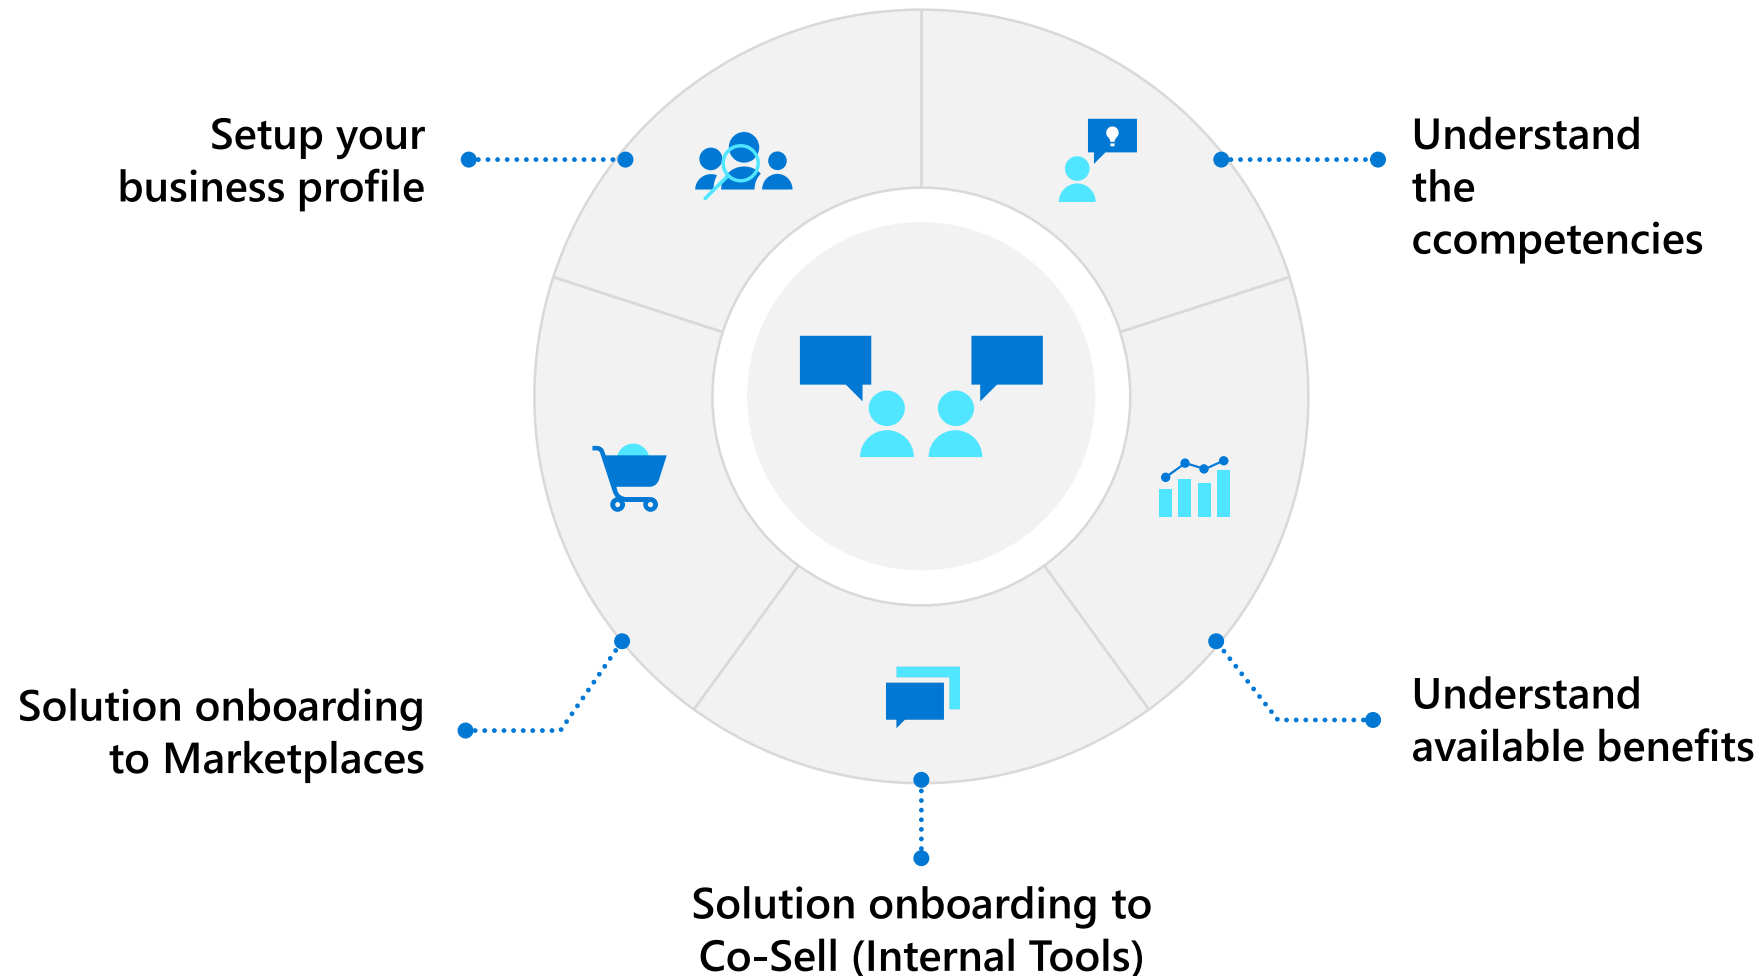 Setup your
business profile
Understand
the
ccompetencies
Solution onboarding
to Marketplaces
Understand
available benefits
Solution onboarding to
Co-Sell (Internal Tools)